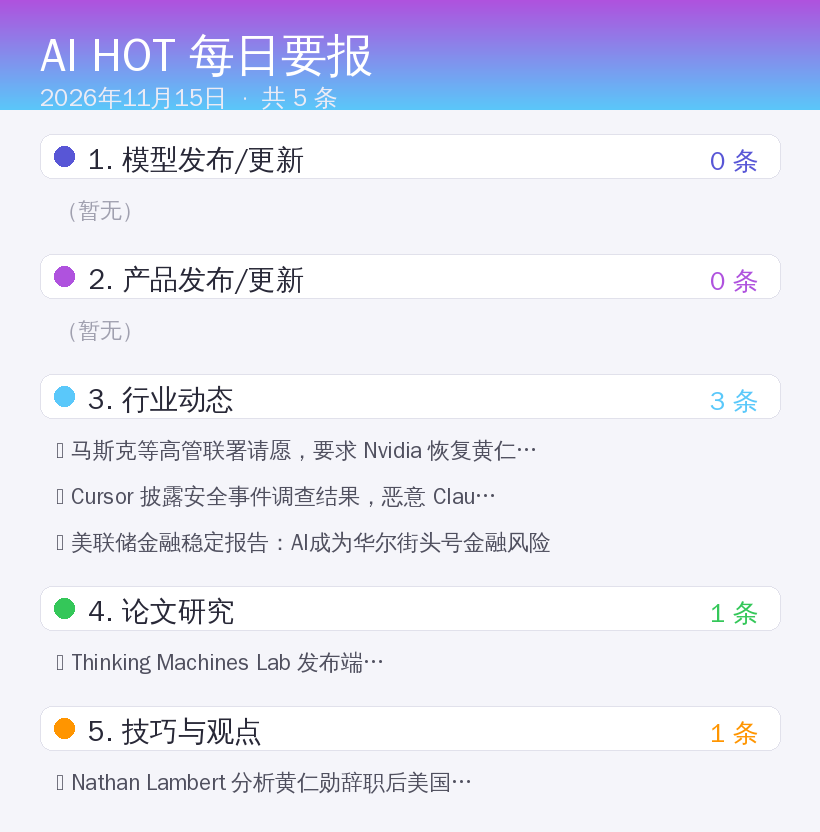 AI HOT 每日要报
2026年11月15日 · 共 5 条
1. 模型发布/更新 0 条
（暂无）
2. 产品发布/更新 0 条
（暂无）
3. 行业动态 3 条
▯ 马斯克等高管联署请愿，要求 Nvidia 恢复黄仁…
▯ Cursor 披露安全事件调查结果，恶意 Clau…
▯ 美联储金融稳定报告：AI成为华尔街头号金融风险
4. 论文研究 1 条
▯ Thinking Machines Lab 发布端…
5. 技巧与观点 1 条
▯ Nathan Lambert 分析黄仁勋辞职后美国…